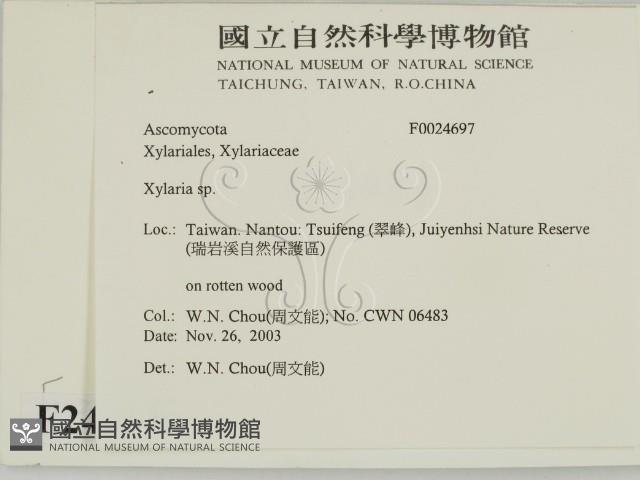 國立自然科學博物館
NATIONAL MUSEUM OF NATURAL SCIENCE
TAICHUNG, TAIWAN, R.O.CHINA
Ascomycota F0024697
Xylariales, Xylariaceae
Xylaria sp.
Loc.: Taiwan. Nantou: Tsuifeng (翠峰), Juiyenhsi Nature Reserve
(瑞岩溪自然保護區)
on rotten wood
Col.: W.N. Chou(周文能); No. CWN 06483
Date: Nov. 26, 2003
Det.: W.N. Chou(周文能)
F24
國立自然科學博物館
NATIONAL MUSEUM OF NATURAL SCIENCE